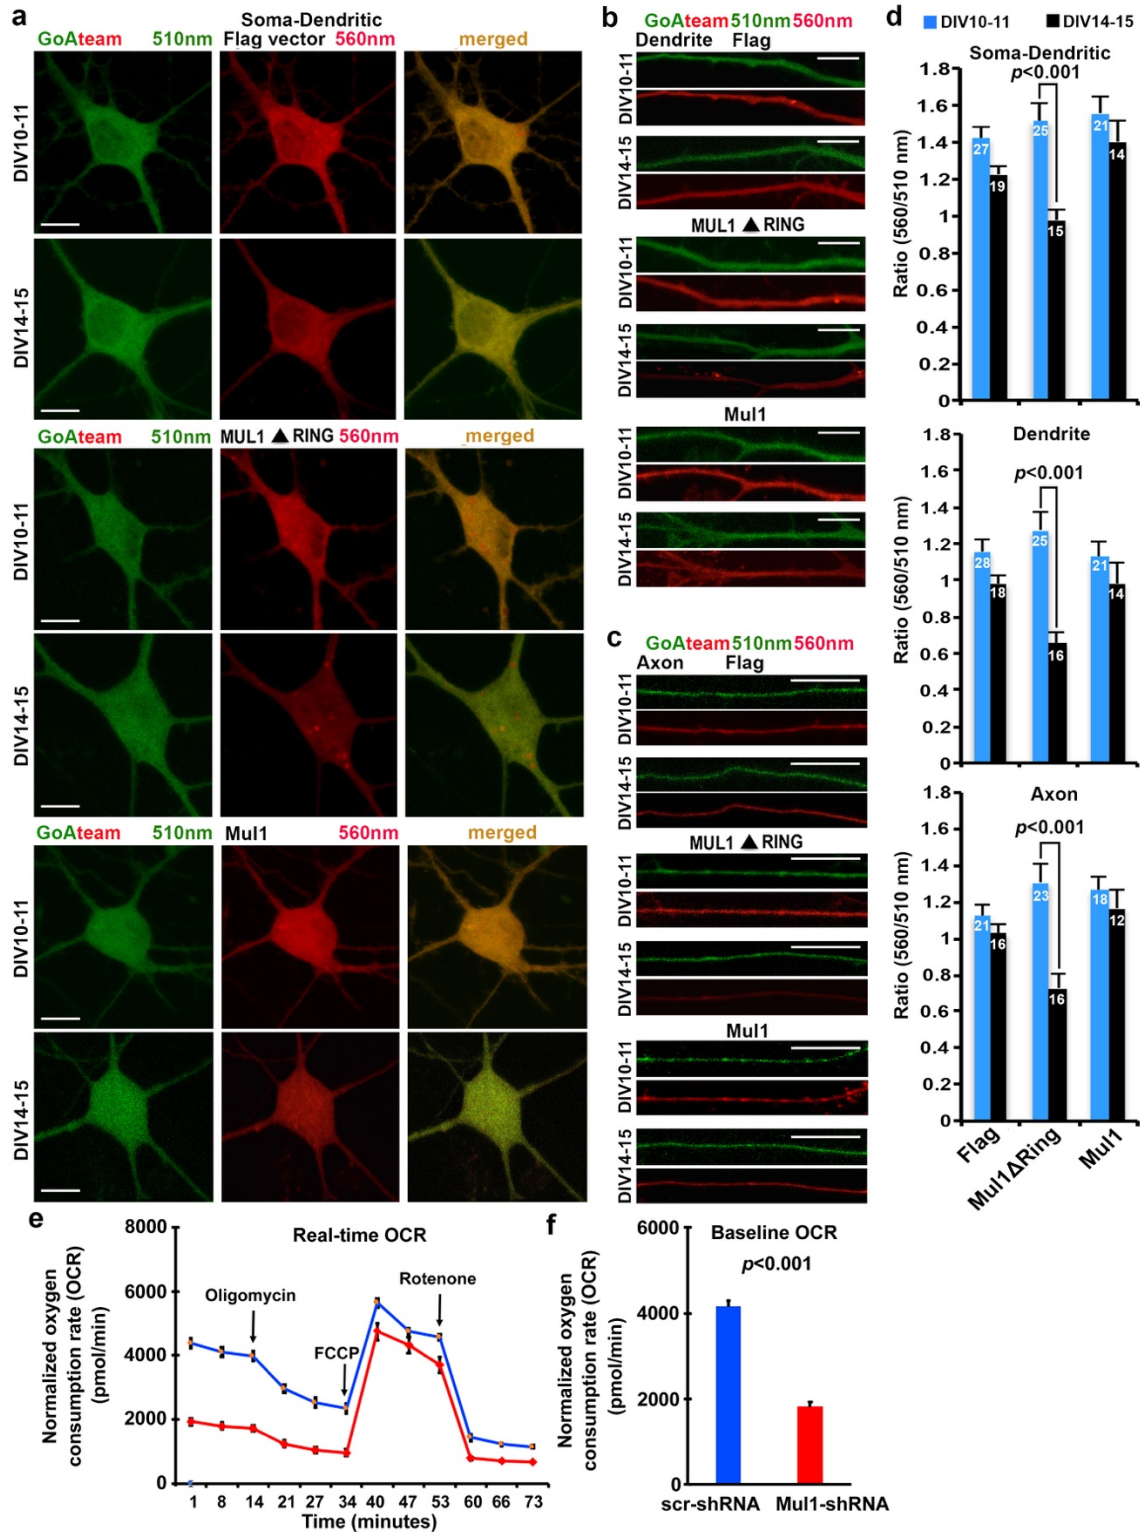 a
Soma-Dendritic
GoAteam 510nm Flag vector 560nm merged
DIV10-11
DIV14-15
GoAteam 510nm MUL1 ▲ RING 560nm merged
DIV10-11
DIV14-15
GoAteam 510nm Mul1 560nm merged
DIV10-11
DIV14-15
b
GoAteam 510nm 560nm
Dendrite Flag
DIV10-11
DIV14-15
MUL1 ▲ RING
DIV10-11
DIV14-15
Mul1
DIV10-11
DIV14-15
c
GoAteam 510nm 560nm
Axon Flag
DIV10-11
DIV14-15
MUL1 ▲ RING
DIV10-11
DIV14-15
Mul1
DIV10-11
DIV14-15
d
DIV10-11 DIV14-15
Soma-Dendritic
p<0.001
Ratio (560/510 nm)
1.8
1.6
1.4
1.2
1
0.8
0.6
0.4
0.2
0
27 19 25 15 21 14
Dendrite
p<0.001
Ratio (560/510 nm)
1.8
1.6
1.4
1.2
1
0.8
0.6
0.4
0.2
0
28 18 25 16 21 14
Axon
p<0.001
Ratio (560/510 nm)
1.8
1.6
1.4
1.2
1
0.8
0.6
0.4
0.2
0
21 16 23 16 18 12
Flag Mul1ΔRing Mul1
e
Real-time OCR
Normalized oxygen
consumption rate (OCR)
(pmol/min)
8000
6000
4000
2000
0
Oligomycin
FCCP
Rotenone
1 8 14 21 27 34 40 47 53 60 66 73
Time (minutes)
f
Baseline OCR
p<0.001
Normalized oxygen
consumption rate (OCR)
(pmol/min)
6000
4000
2000
0
scr-shRNA Mul1-shRNA